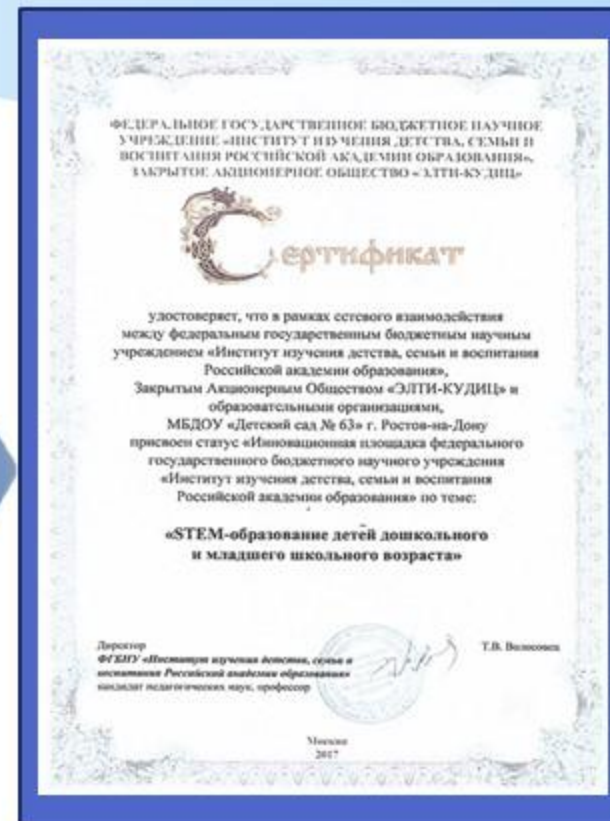 ФЕДЕРАЛЬНОЕ ГОСУДАРСТВЕННОЕ БЮДЖЕТНОЕ НАУЧНОЕ
УЧРЕЖДЕНИЕ «ИНСТИТУТ ИЗУЧЕНИЯ ДЕТСТВА, СЕМЬИ И
ВОСПИТАНИЯ РОССИЙСКОЙ АКАДЕМИИ ОБРАЗОВАНИЯ»,
ЗАКРЫТОЕ АКЦИОНЕРНОЕ ОБЩЕСТВО «ЭЛТИ-КУДИЦ»
Сертификат
удостоверяет, что в рамках сетевого взаимодействия
между федеральным государственным бюджетным научным
учреждением «Институт изучения детства, семьи и воспитания
Российской академии образования»,
Закрытым Акционерным Обществом «ЭЛТИ-КУДИЦ» и
образовательными организациями,
МБДОУ «Детский сад № 63» г. Ростов-на-Дону
присвоен статус «Инновационная площадка федерального
государственного бюджетного научного учреждения
«Институт изучения детства, семьи и воспитания
Российской академии образования» по теме:
«STEM-образование детей дошкольного
и младшего школьного возраста»
Директор
ФГБНУ «Институт изучения детства, семьи и
воспитания Российской академии образования»
кандидат педагогических наук, профессор
Т.В. Волосовец
Москва
2017